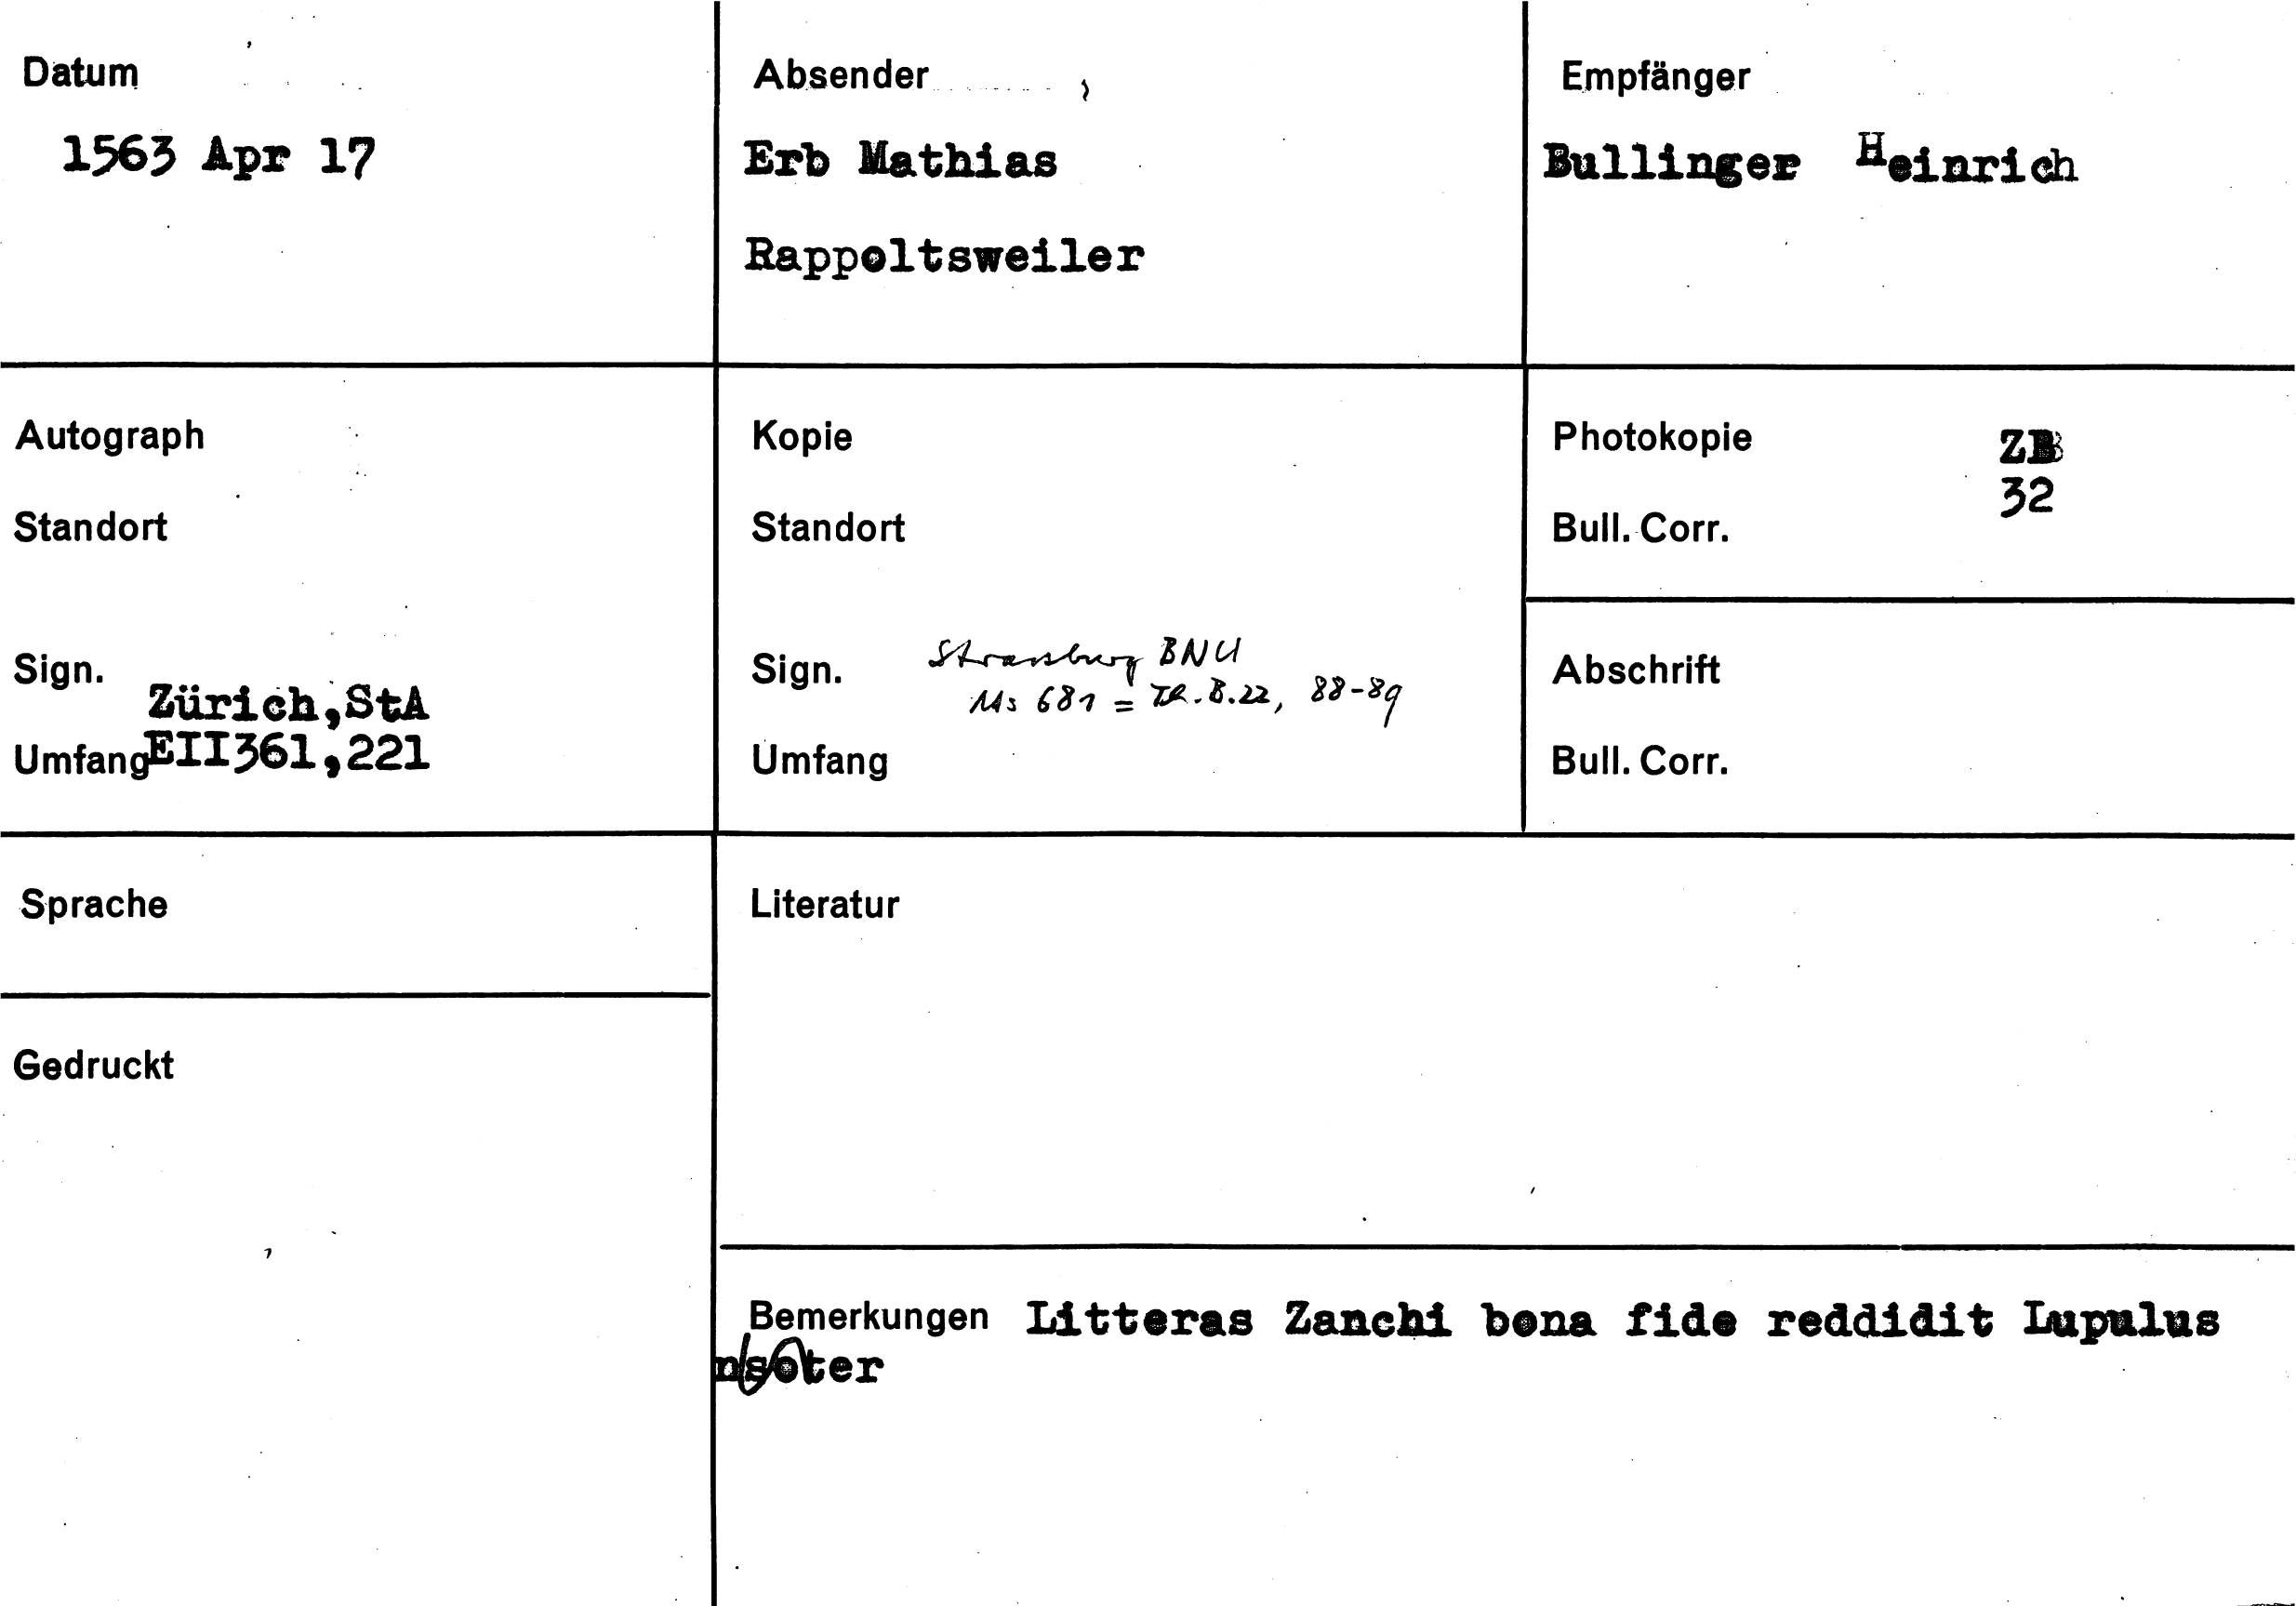 Datum
1563 Apr 17
Absender
Erb Mathias
Rappoltsweiler
Empfänger
Bullinger Heinrich
Autograph
Standort
Sign.
Zürich,StA
Umfang EII361,221
Kopie
Standort
Sign. Strassburg BNU
Ms 681 = Th.B.22, 88-89
Umfang
Photokopie ZB
32
Bull. Corr.
Abschrift
Bull. Corr.
Sprache
Gedruckt
Literatur
Bemerkungen Litteras Zanchi bona fide reddidit Lupulus
nsoter